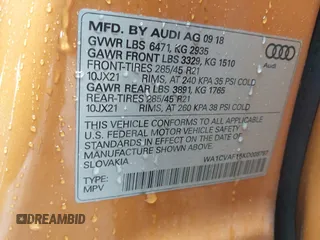 MFD. BY AUDI AG 09 18
GVWR LBS 6471, KG 2935
GAWR FRONT LBS 3329, KG 1510
FRONT-TIRES 285/45 R21
10JX21 RIMS, AT 240 KPA 35 PSI COLD
GAWR REAR LBS 3891, KG 1765
REAR-TIRES 285/45 R21
10JX21 RIMS, AT 260 KPA 38 PSI COLD
Audi
THIS VEHICLE CONFORMS TO ALL APPLICABLE
U.S. FEDERAL MOTOR VEHICLE SAFETY
STANDARDS IN EFFECT ON THE DATE OF
MANUFACTURE SHOWN ABOVE.
SLOVAKIA
TYPE:
MPV
DREAMBID